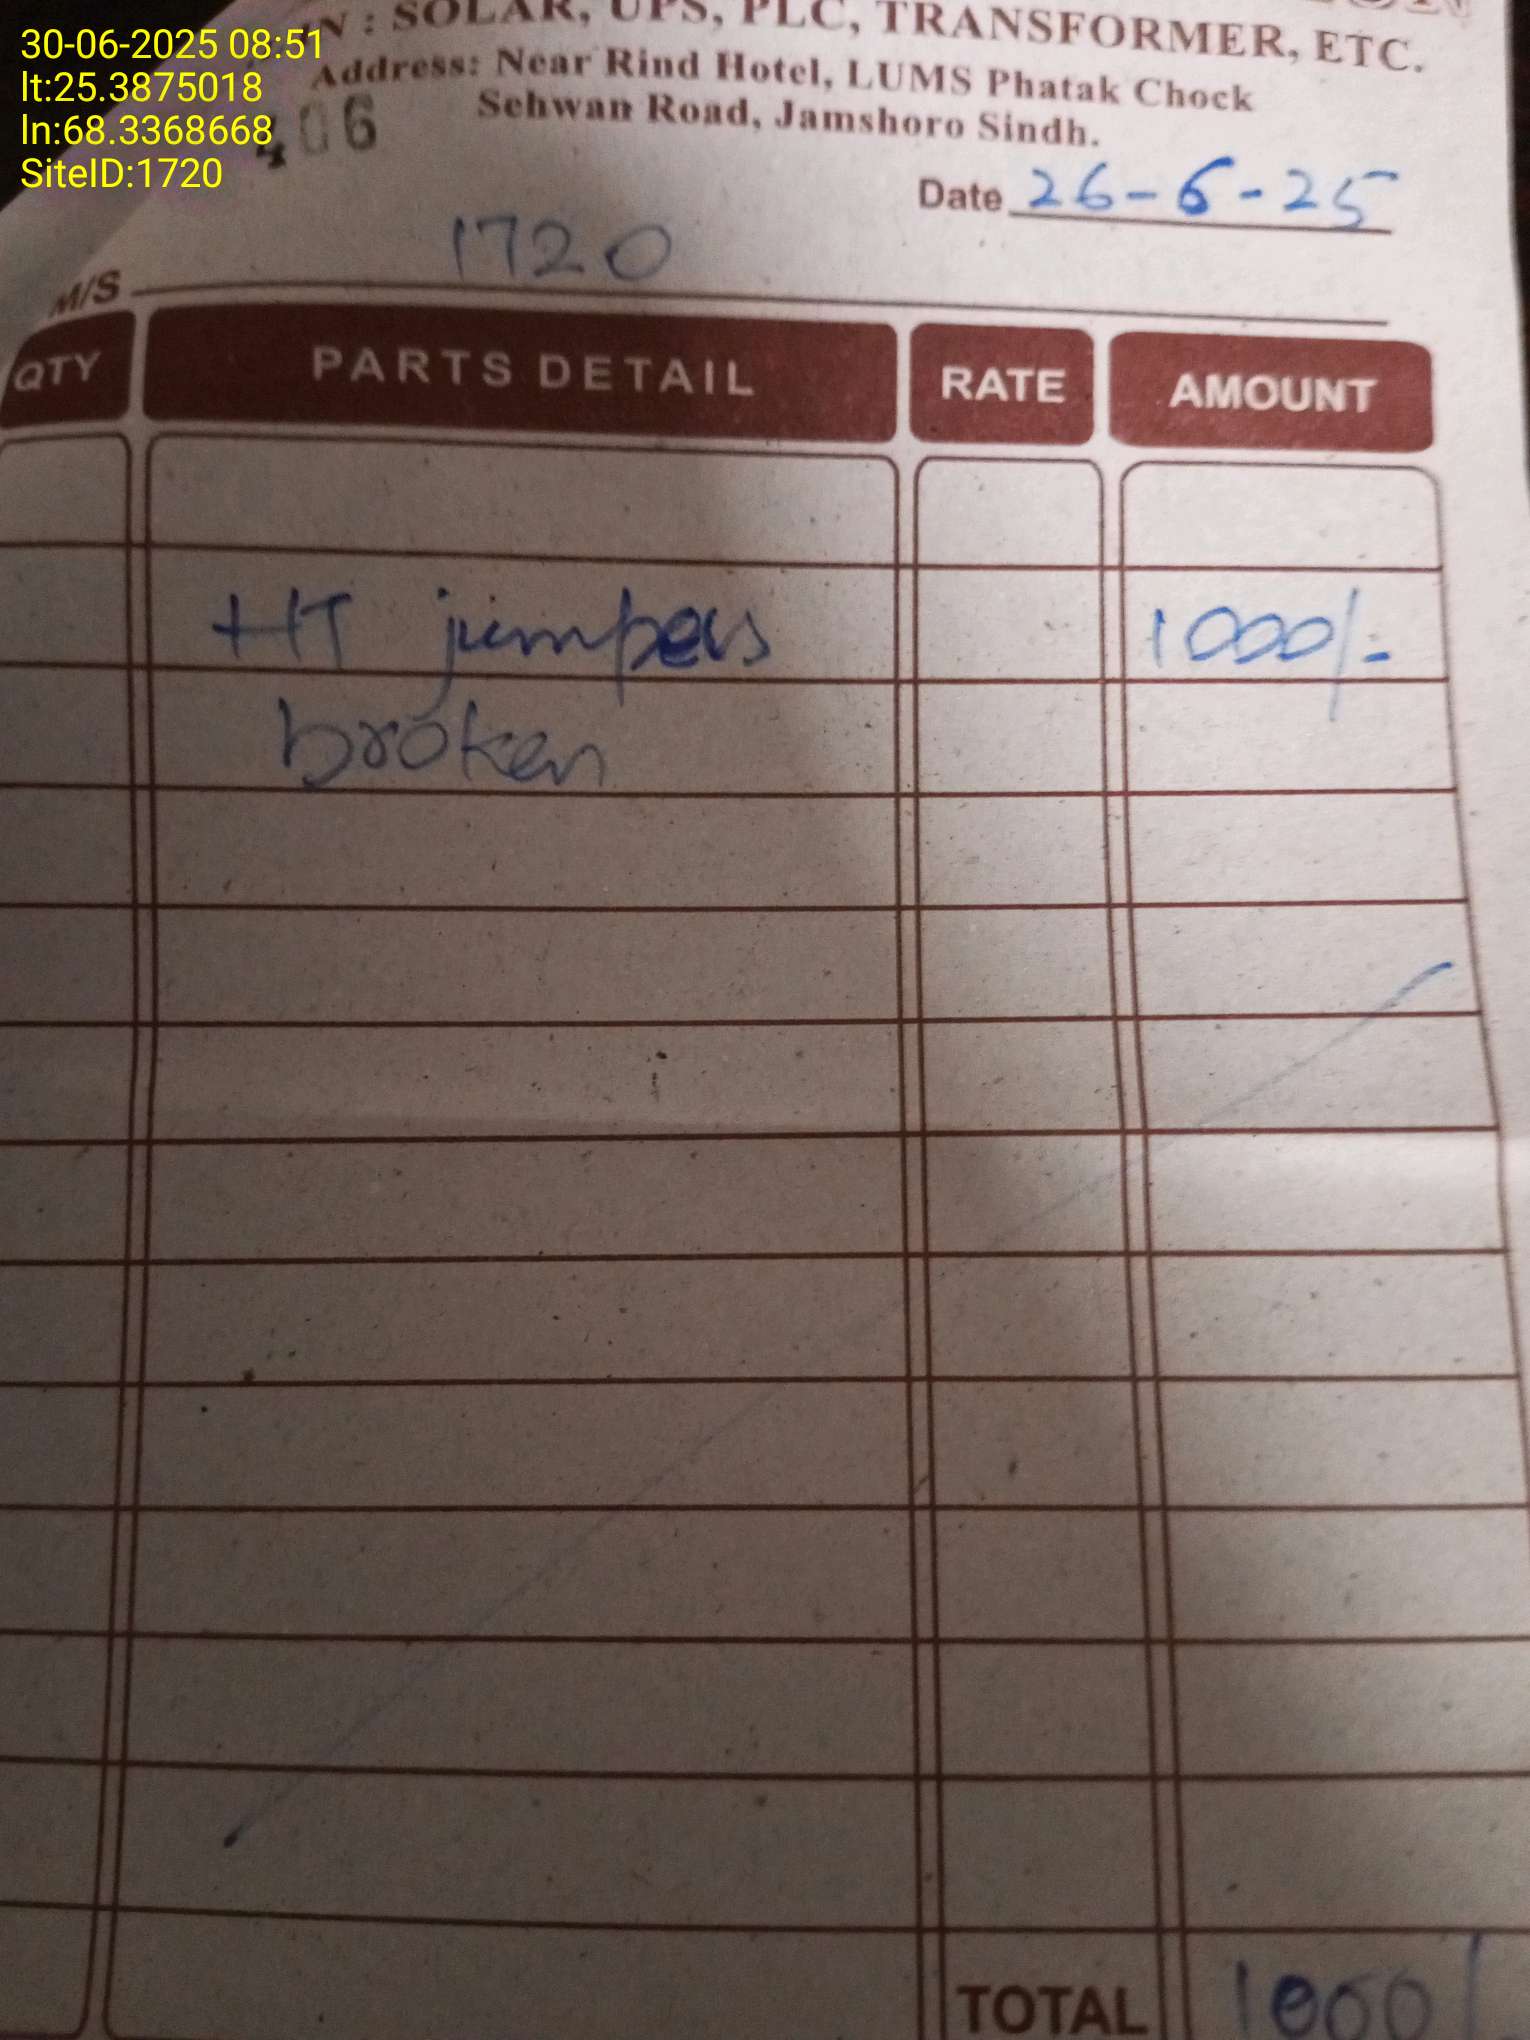 30-06-2025 08:51
lt:25.3875018
ln:68.3368668
SiteID:1720
N : SOLAR, UPS, PLC, TRANSFORMER, ETC.
Address: Near Rind Hotel, LUMS Phatak Chock
Sehwan Road, Jamshoro Sindh.
406
Date 26-6-25
M/S 1720
QTY PARTS DETAIL RATE AMOUNT
HT jumpers 1000/-
broken
TOTAL 1000/